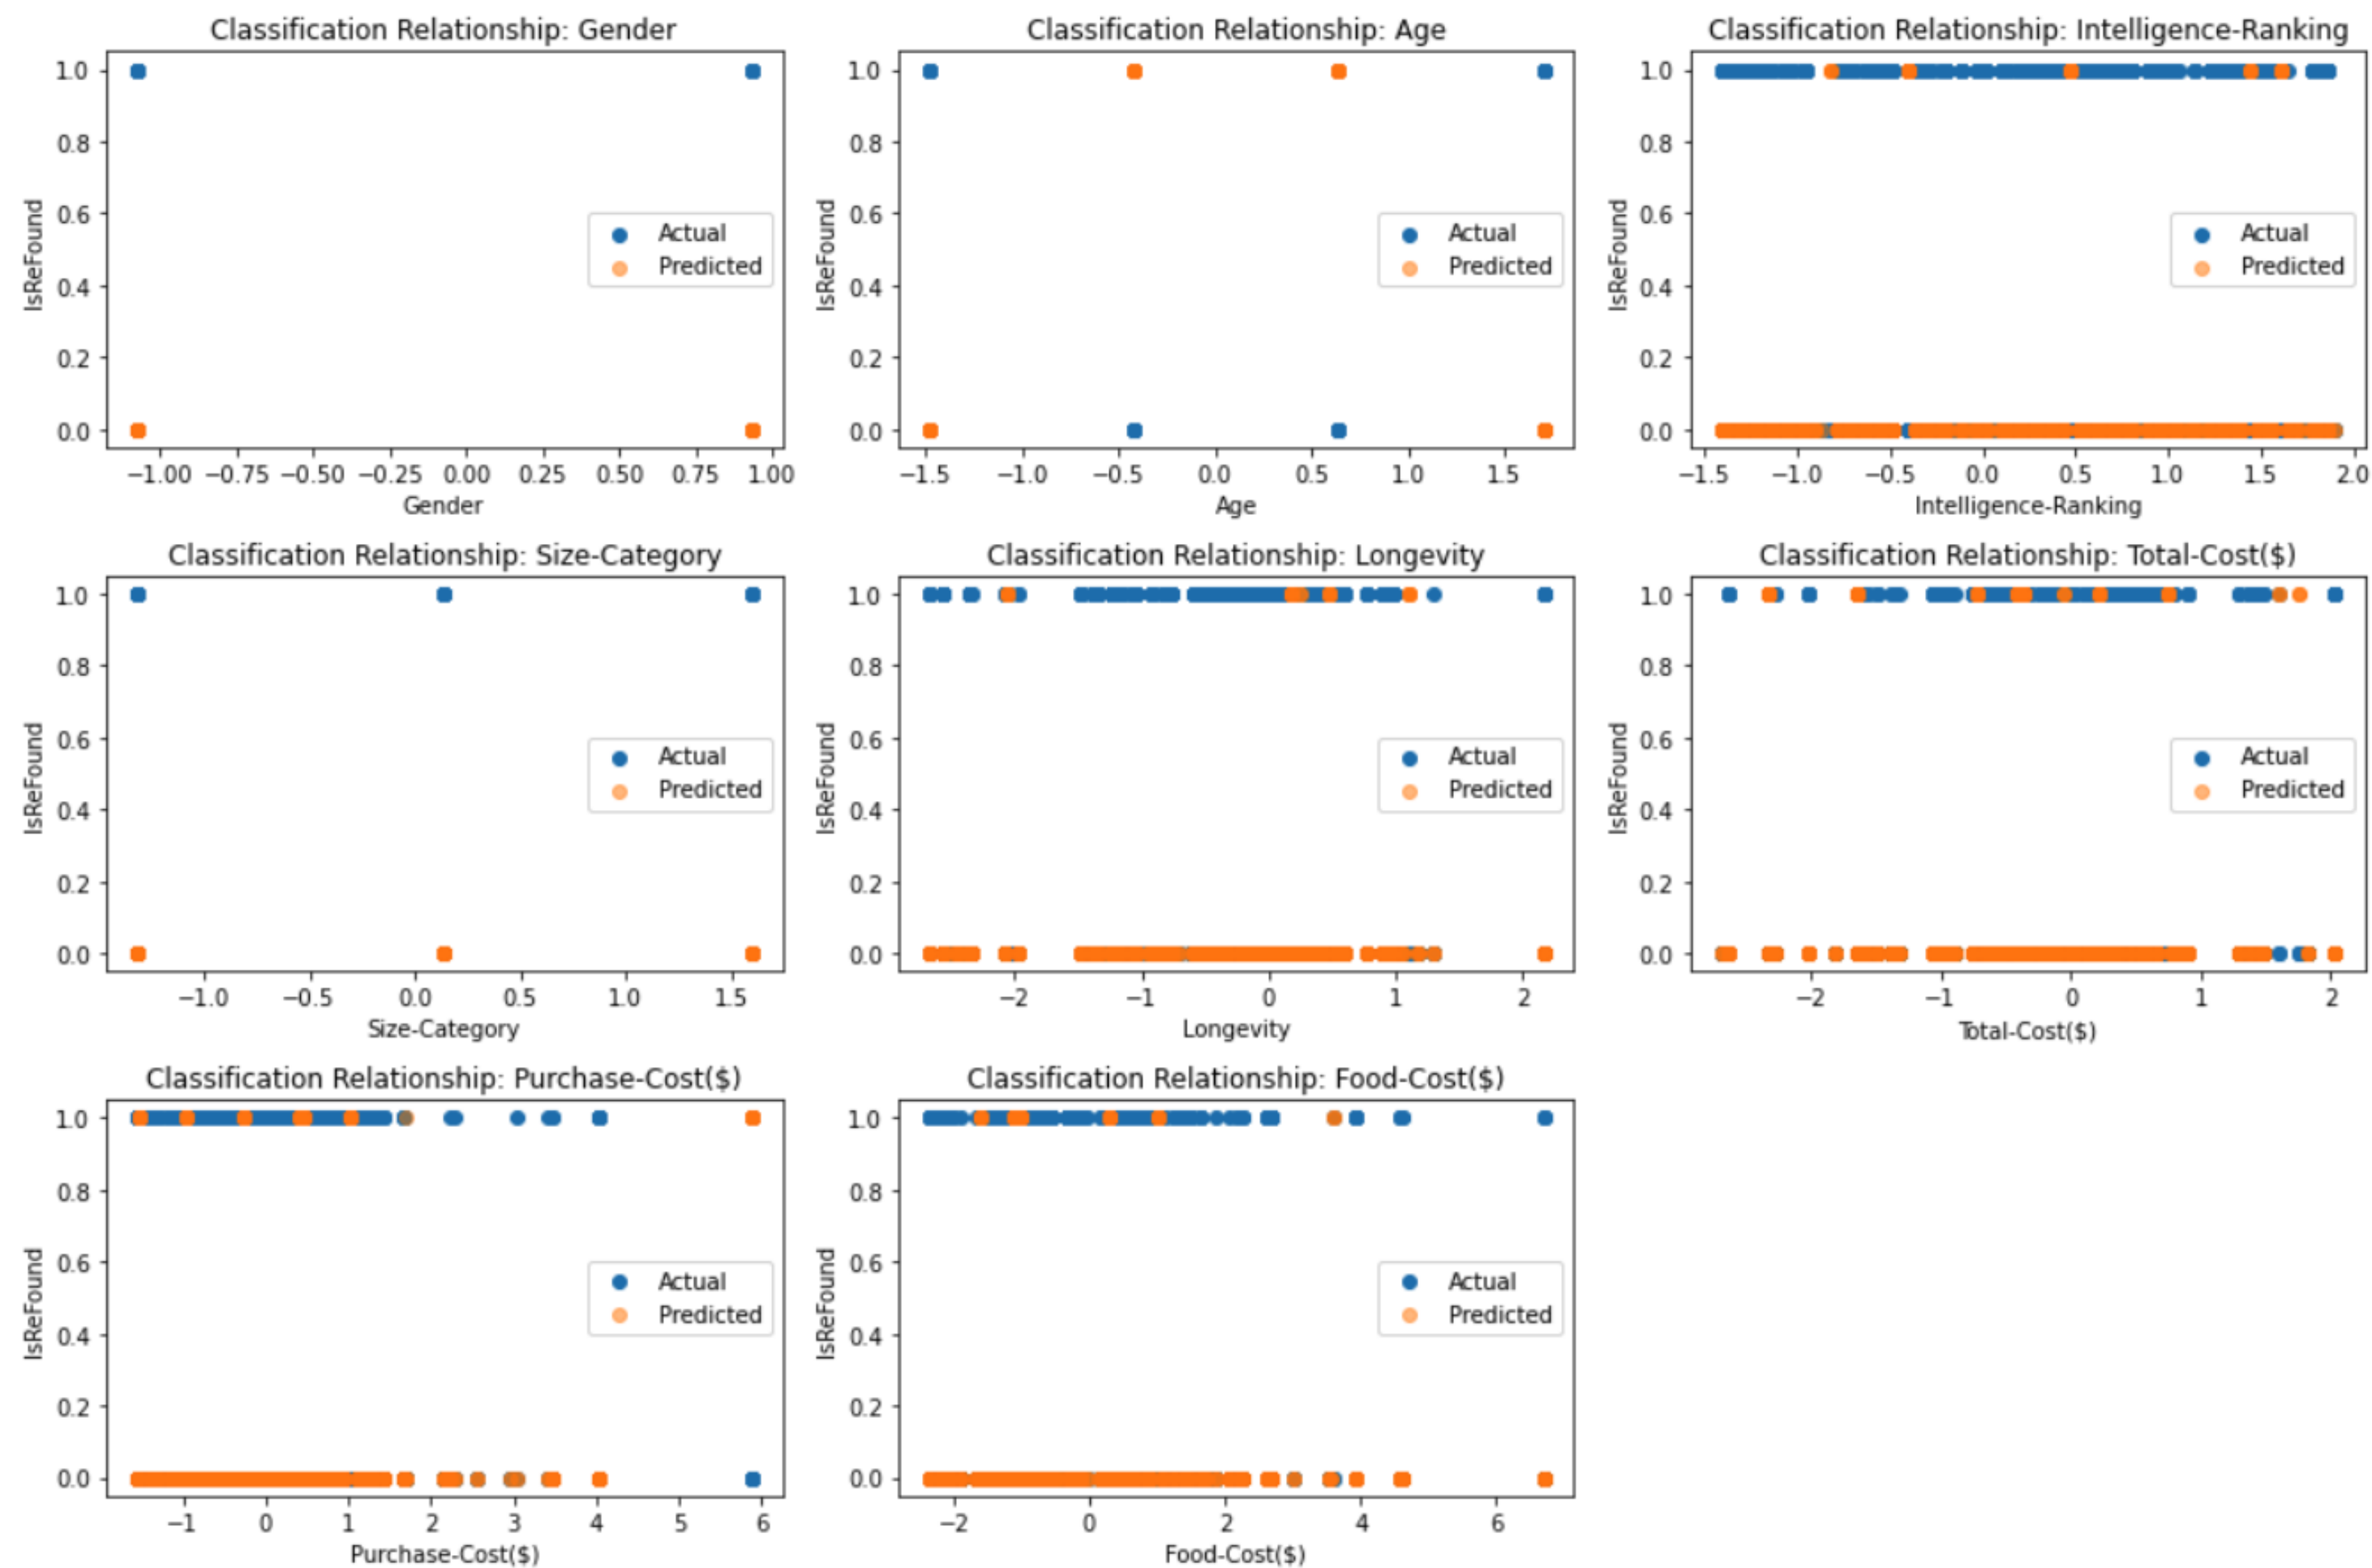 Classification Relationship: Gender
1.0
0.8
0.6
0.4
0.2
0.0
IsReFound
Actual
Predicted
−1.00 −0.75 −0.50 −0.25 0.00 0.25 0.50 0.75 1.00
Gender
Classification Relationship: Age
1.0
0.8
0.6
0.4
0.2
0.0
IsReFound
Actual
Predicted
−1.5 −1.0 −0.5 0.0 0.5 1.0 1.5
Age
Classification Relationship: Intelligence-Ranking
1.0
0.8
0.6
0.4
0.2
0.0
IsReFound
Actual
Predicted
−1.5 −1.0 −0.5 0.0 0.5 1.0 1.5 2.0
Intelligence-Ranking
Classification Relationship: Size-Category
1.0
0.8
0.6
0.4
0.2
0.0
IsReFound
Actual
Predicted
−1.0 −0.5 0.0 0.5 1.0 1.5
Size-Category
Classification Relationship: Longevity
1.0
0.8
0.6
0.4
0.2
0.0
IsReFound
Actual
Predicted
−2 −1 0 1 2
Longevity
Classification Relationship: Total-Cost($)
1.0
0.8
0.6
0.4
0.2
0.0
IsReFound
Actual
Predicted
−2 −1 0 1 2
Total-Cost($)
Classification Relationship: Purchase-Cost($)
1.0
0.8
0.6
0.4
0.2
0.0
IsReFound
Actual
Predicted
−1 0 1 2 3 4 5 6
Purchase-Cost($)
Classification Relationship: Food-Cost($)
1.0
0.8
0.6
0.4
0.2
0.0
IsReFound
Actual
Predicted
−2 0 2 4 6
Food-Cost($)